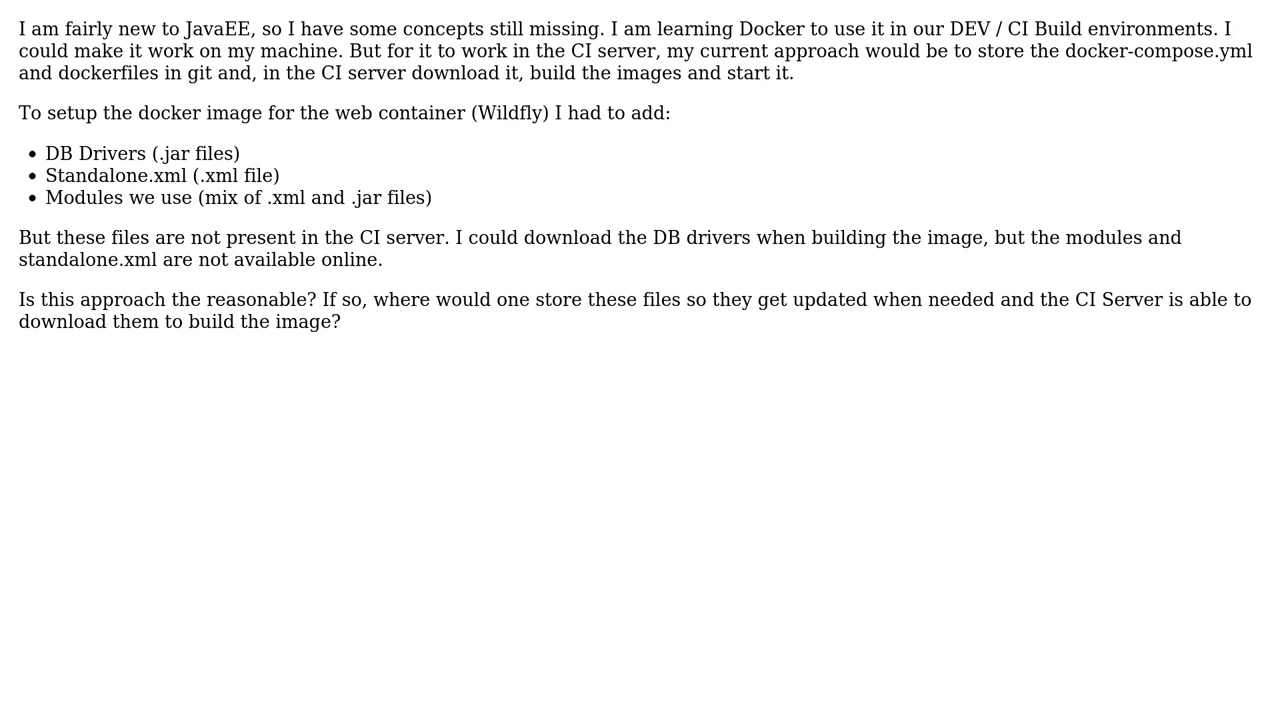 I am fairly new to JavaEE, so I have some concepts still missing. I am learning Docker to use it in our DEV / CI Build environments. I
could make it work on my machine. But for it to work in the CI server, my current approach would be to store the docker-compose.yml
and dockerfiles in git and, in the CI server download it, build the images and start it.
To setup the docker image for the web container (Wildfly) I had to add:
• DB Drivers (.jar files)
• Standalone.xml (.xml file)
• Modules we use (mix of .xml and .jar files)
But these files are not present in the CI server. I could download the DB drivers when building the image, but the modules and
standalone.xml are not available online.
Is this approach the reasonable? If so, where would one store these files so they get updated when needed and the CI Server is able to
download them to build the image?